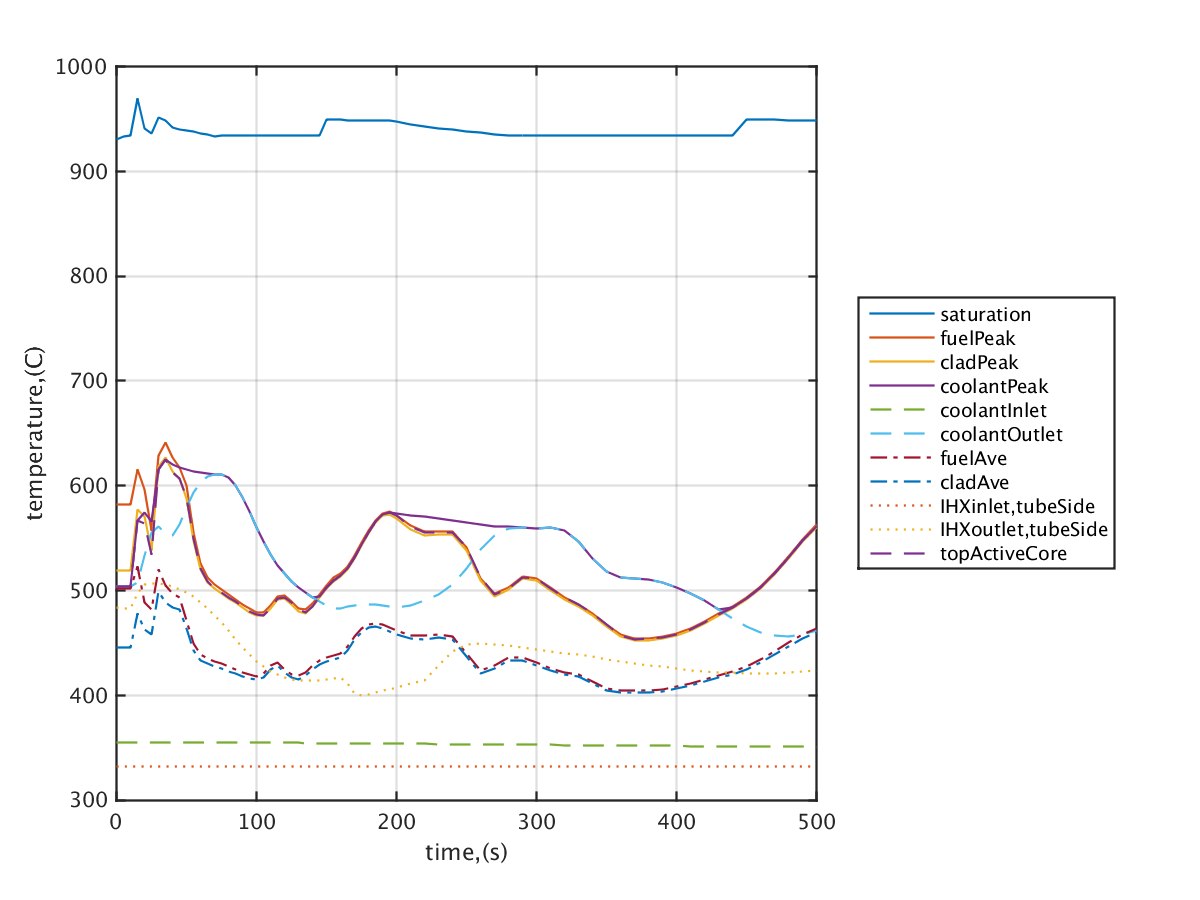 1000
900
800
700
600
500
400
300
temperature,(C)
0
100
200
300
400
500
time,(s)
saturation
fuelPeak
cladPeak
coolantPeak
coolantInlet
coolantOutlet
fuelAve
cladAve
IHXinlet,tubeSide
IHXoutlet,tubeSide
topActiveCore